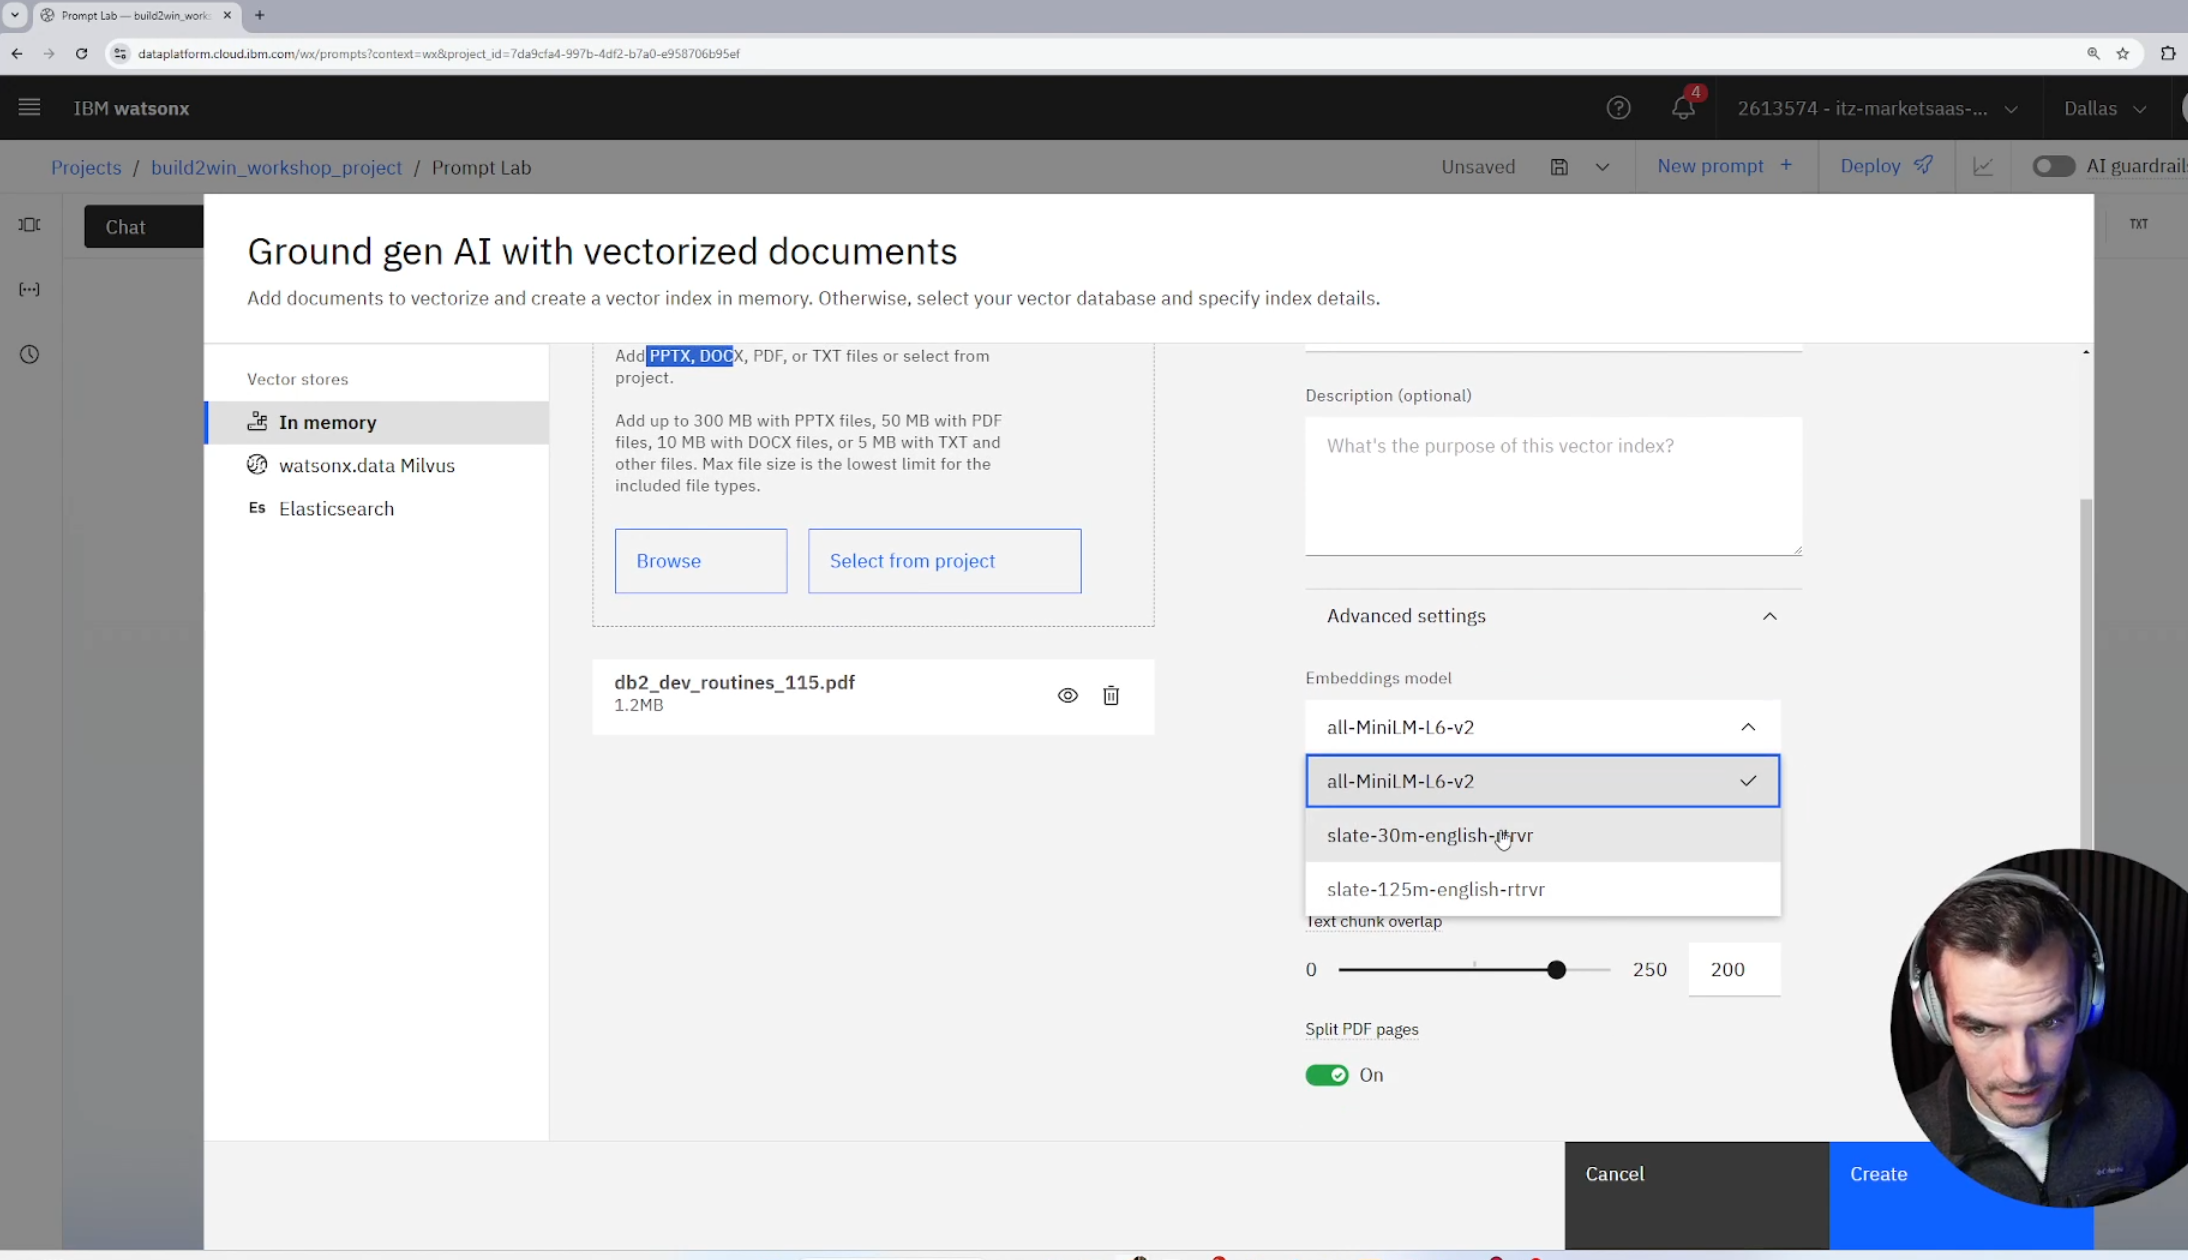 Prompt Lab — build2win_works
dataplatform.cloud.ibm.com/wx/prompts?context=wx&project_id=7da9cfa4-997b-4df2-b7a0-e958706b95ef
IBM watsonx
4
2613574 - itz-marketsaas-...
Dallas
Projects / build2win_workshop_project / Prompt Lab
Unsaved
New prompt +
Deploy
AI guardrails
Chat
TXT
Ground gen AI with vectorized documents
Add documents to vectorize and create a vector index in memory. Otherwise, select your vector database and specify index details.
Vector stores
In memory
watsonx.data Milvus
Es Elasticsearch
Add PPTX, DOCX, PDF, or TXT files or select from
project.
Add up to 300 MB with PPTX files, 50 MB with PDF
files, 10 MB with DOCX files, or 5 MB with TXT and
other files. Max file size is the lowest limit for the
included file types.
Browse
Select from project
db2_dev_routines_115.pdf
1.2MB
Description (optional)
What's the purpose of this vector index?
Advanced settings
Embeddings model
all-MiniLM-L6-v2
all-MiniLM-L6-v2
slate-30m-english-rtrvr
slate-125m-english-rtrvr
Text chunk overlap
0
250
200
Split PDF pages
On
Cancel
Create